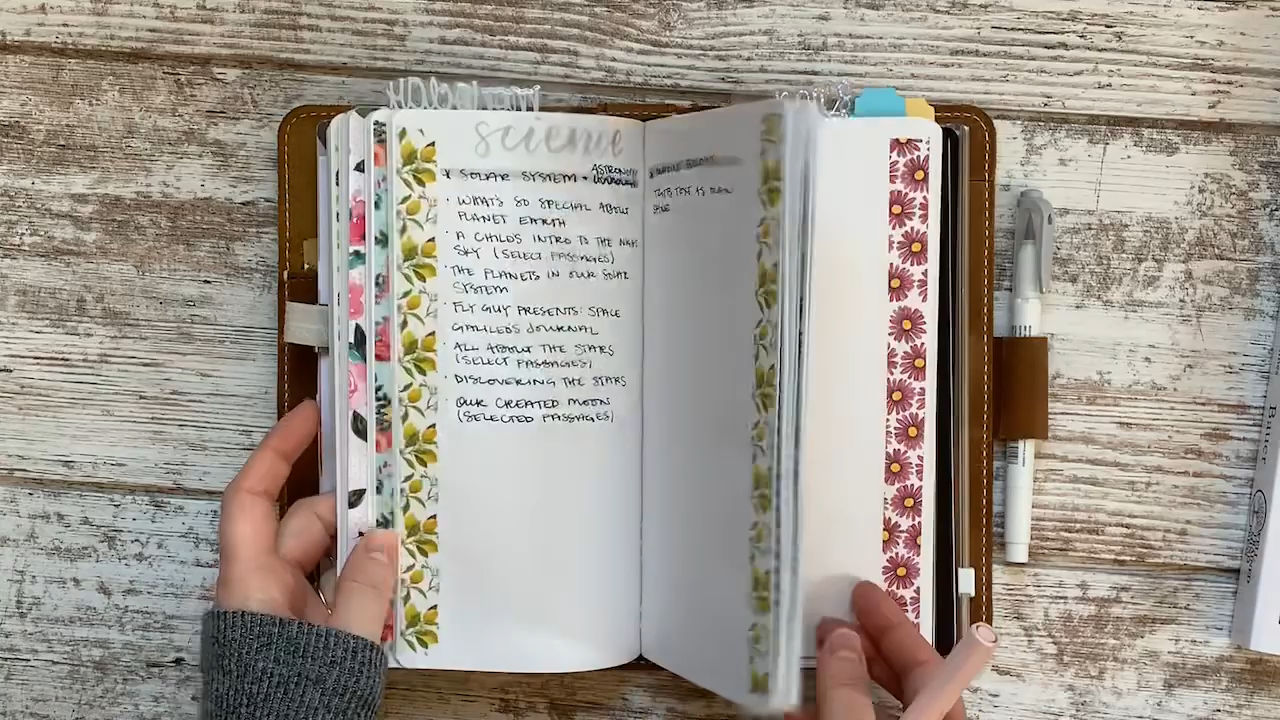 science
x SOLAR SYSTEM - ASTRONOMY
• WHAT'S SO SPECIAL ABOUT
PLANET EARTH
• A CHILD'S INTRO TO THE NIGHT
SKY (SELECT PASSAGES)
• THE PLANETS IN OUR SOLAR
SYSTEM
• FLY GUY PRESENTS: SPACE
GALILEO'S JOURNAL
• ALL ABOUT THE STARS
(SELECT PASSAGES)
• DISCOVERING THE STARS
• OUR CREATED MOON
(SELECTED PASSAGES)
Bauer